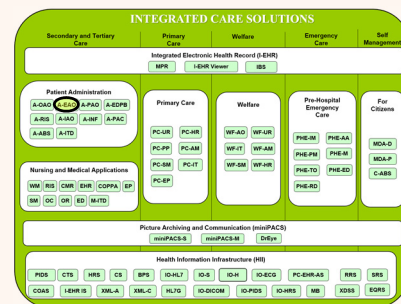 INTEGRATED CARE SOLUTIONS
Secondary and Tertiary Care
Primary Care
Welfare
Emergency Care
Self Management
Integrated Electronic Health Record (I-EHR)
MPR I-EHR Viewer IBS
Patient Administration
A-OAO A-EAO A-PAO A-EDPB
A-RIS A-IAO A-INF A-PAC
A-ABS A-ITD
Nursing and Medical Applications
WM RIS CMR EHR COPPA EP
SM OC OR ED M-ITD
Primary Care
PC-UR PC-HR
PC-PP PC-AM
PC-SM PC-IT
PC-EP
Welfare
WF-AO WF-UR
WF-IT WF-AM
WF-SM WF-HR
Pre-Hospital Emergency Care
PHE-IM PHE-AA
PHE-PM PHE-M
PHE-TO PHE-ED
PHE-RD
For Citizens
MDA-D
MDA-P
C-ABS
Picture Archiving and Communication (miniPACS)
miniPACS-S miniPACS-M DrEye
Health Information Infrastructure (HII)
PIDS CTS HRS CS BPS IO-HL7 IO-S IO-H IO-ECG PC-EHR-AS RRS SRS
COAS I-EHR IS XML-A XML-C HL7G IO-DICOM IO-PIDS IO-HRS MB XDSS EQRS